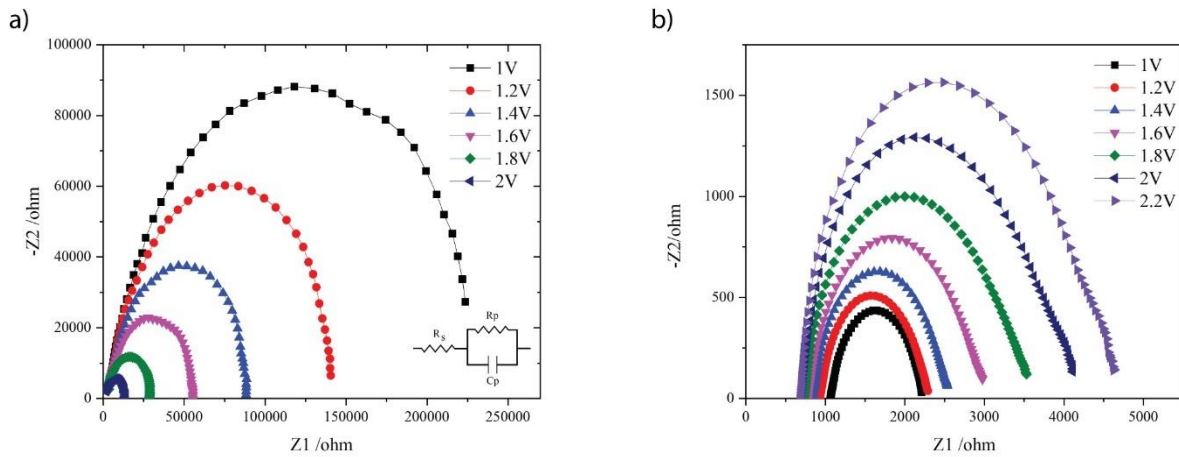 a)
100000
80000
60000
40000
20000
0
-Z2 /ohm
0
50000
100000
150000
200000
250000
Z1 /ohm
1V
1.2V
1.4V
1.6V
1.8V
2V
Rs
Rp
Cp
b)
1500
1000
500
0
-Z2/ohm
0
1000
2000
3000
4000
5000
Z1 /ohm
1V
1.2V
1.4V
1.6V
1.8V
2V
2.2V